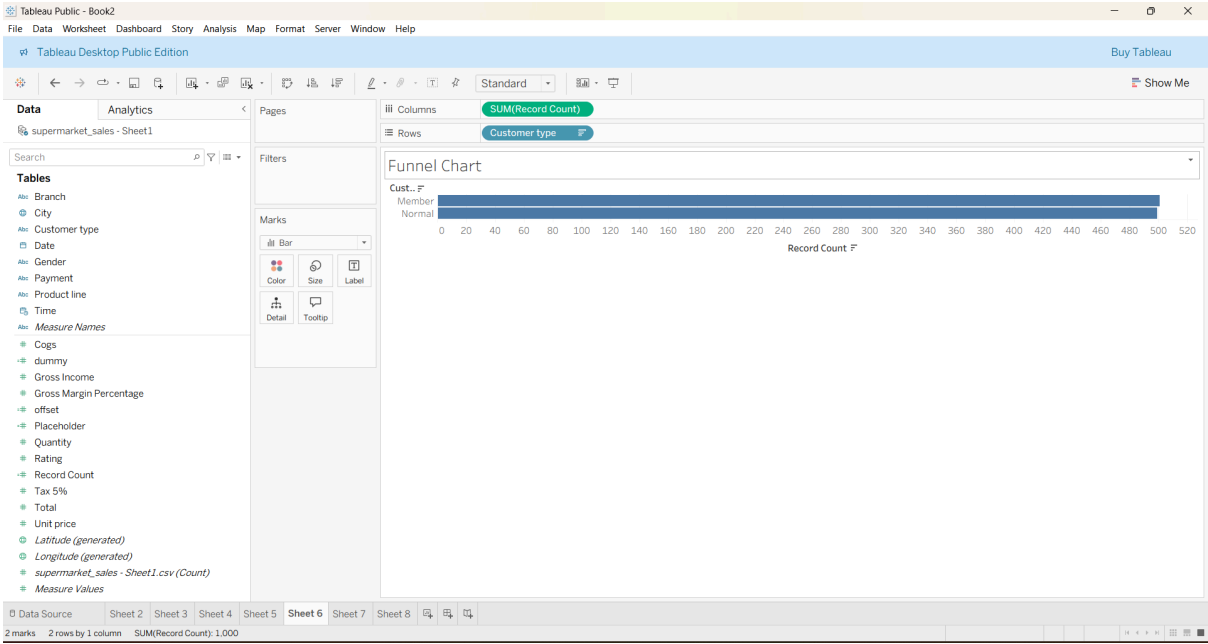 Tableau Public - Book2
File Data Worksheet Dashboard Story Analysis Map Format Server Window Help
Tableau Desktop Public Edition
Buy Tableau
Standard
Show Me
Data
Analytics
supermarket_sales - Sheet1
Search
Tables
Abc Branch
City
Abc Customer type
Date
Abc Gender
Abc Payment
Abc Product line
Time
Abc Measure Names
# Cogs
=# dummy
# Gross Income
# Gross Margin Percentage
=# offset
=# Placeholder
# Quantity
# Rating
=# Record Count
# Tax 5%
# Total
# Unit price
Latitude (generated)
Longitude (generated)
# supermarket_sales - Sheet1.csv (Count)
# Measure Values
Pages
Filters
Marks
Bar
Color Size Label
Detail Tooltip
Columns SUM(Record Count)
Rows Customer type
Funnel Chart
Cust..
Member
Normal
0 20 40 60 80 100 120 140 160 180 200 220 240 260 280 300 320 340 360 380 400 420 440 460 480 500 520
Record Count
Data Source Sheet 2 Sheet 3 Sheet 4 Sheet 5 Sheet 6 Sheet 7 Sheet 8
2 marks 2 rows by 1 column SUM(Record Count): 1,000